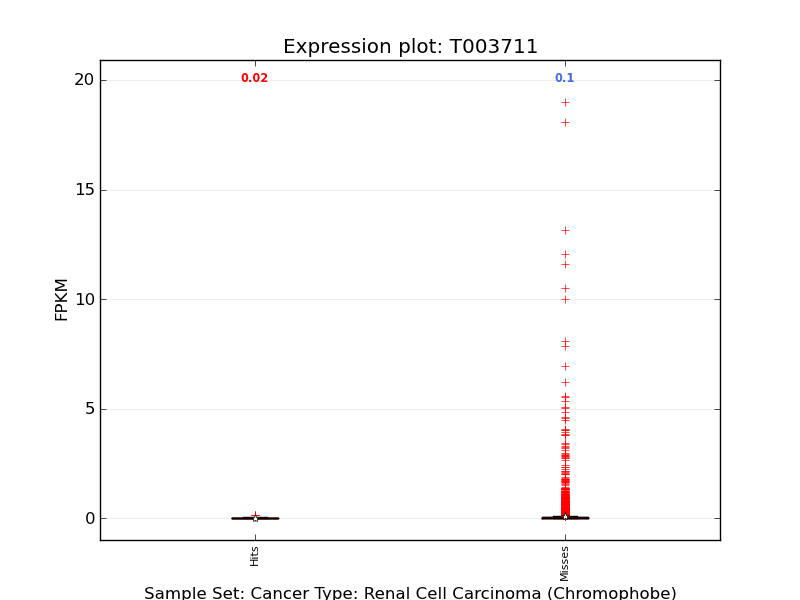 Expression plot: T003711
20
0.02
0.1
15
10
5
0
FPKM
Hits
Misses
Sample Set: Cancer Type: Renal Cell Carcinoma (Chromophobe)